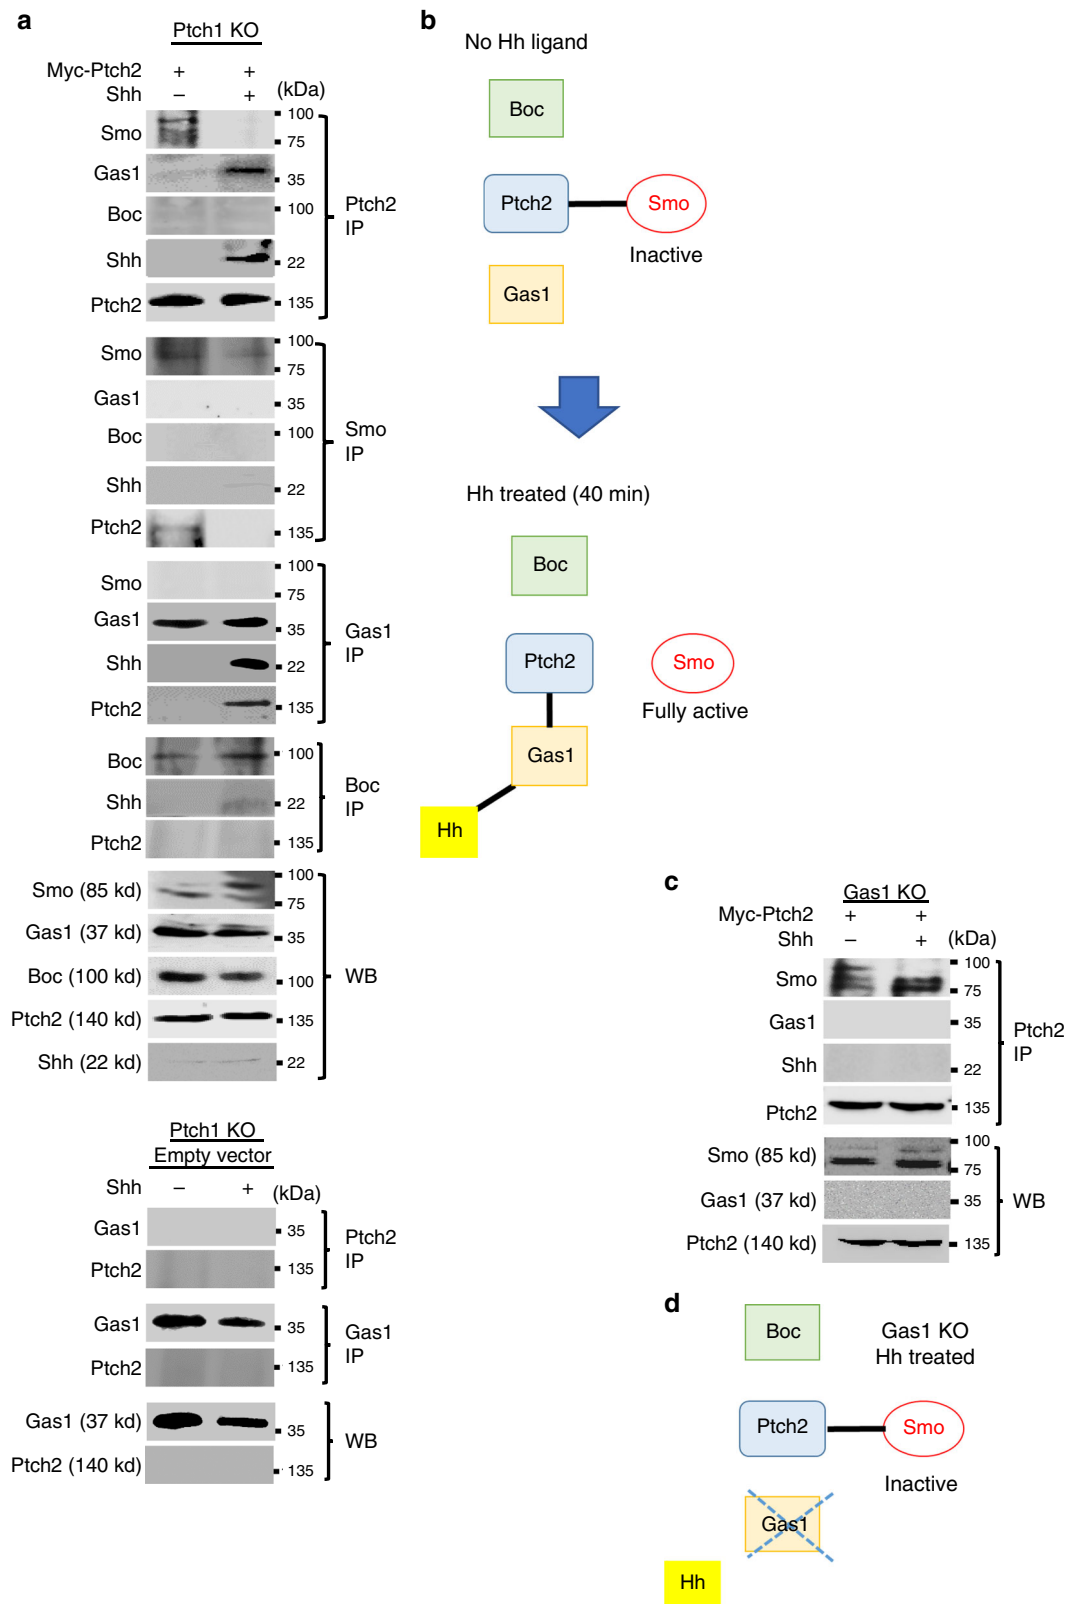 a
Ptch1 KO
Myc-Ptch2 + +
Shh – + (kDa)
Smo 100
75
Gas1 35
Boc 100
Shh 22
Ptch2 135
Ptch2
IP
Smo 100
75
Gas1 35
Boc 100
Shh 22
Ptch2 135
Smo
IP
Smo 100
75
Gas1 35
Shh 22
Ptch2 135
Gas1
IP
Boc 100
Shh 22
Ptch2 135
Boc
IP
Smo (85 kd) 100
75
Gas1 (37 kd) 35
Boc (100 kd) 100
Ptch2 (140 kd) 135
Shh (22 kd) 22
WB
Ptch1 KO
Empty vector
Shh – + (kDa)
Gas1 35
Ptch2 135
Ptch2
IP
Gas1 35
Ptch2 135
Gas1
IP
Gas1 (37 kd) 35
Ptch2 (140 kd) 135
WB
b
No Hh ligand
Boc
Ptch2
Smo
Inactive
Gas1
Hh treated (40 min)
Boc
Ptch2
Smo
Fully active
Gas1
Hh
c
Gas1 KO
Myc-Ptch2 + +
Shh – + (kDa)
Smo 100
75
Gas1 35
Shh 22
Ptch2 135
Ptch2
IP
Smo (85 kd) 100
75
Gas1 (37 kd) 35
Ptch2 (140 kd) 135
WB
d
Boc
Gas1 KO
Hh treated
Ptch2
Smo
Inactive
Gas1
Hh